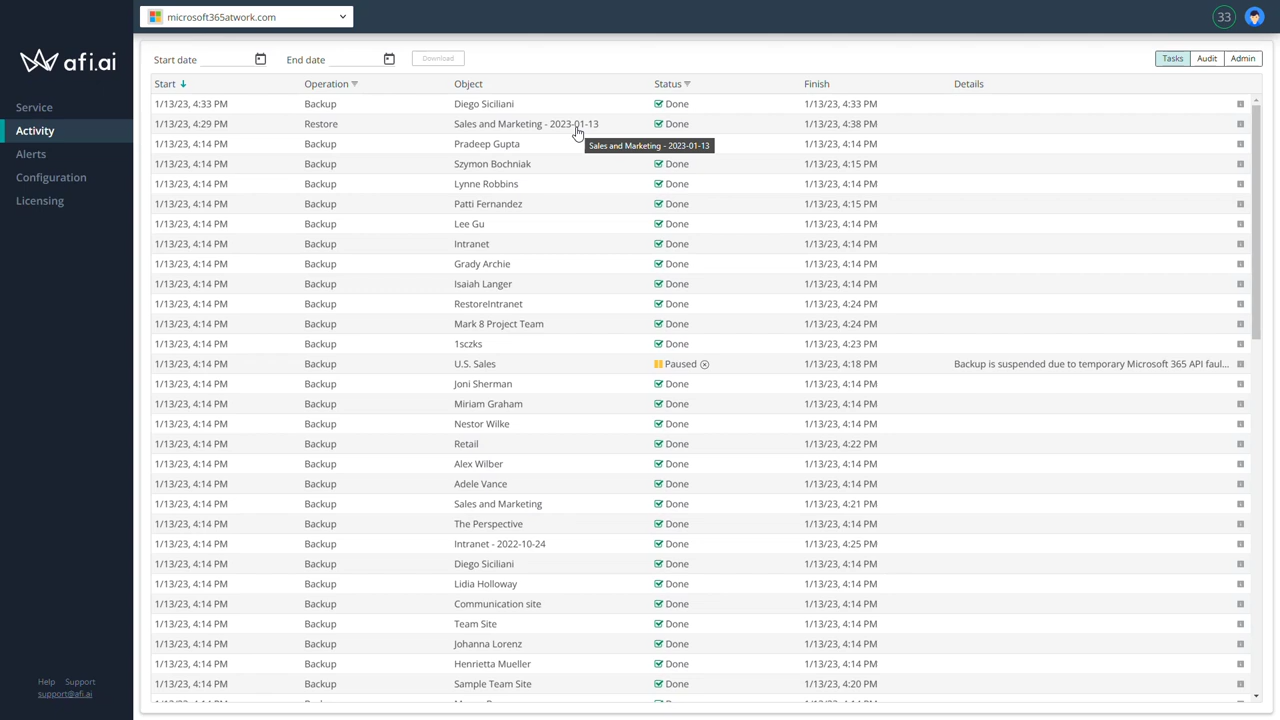 microsoft365atwork.com
33
afi.ai
Service
Activity
Alerts
Configuration
Licensing
Help Support
support@afi.ai
Start date End date Download Tasks Audit Admin
Start Operation Object Status Finish Details
1/13/23, 4:33 PM Backup Diego Siciliani Done 1/13/23, 4:33 PM
1/13/23, 4:29 PM Restore Sales and Marketing - 2023-01-13 Done 1/13/23, 4:38 PM
1/13/23, 4:14 PM Backup Pradeep Gupta 1/13/23, 4:14 PM
Sales and Marketing - 2023-01-13
1/13/23, 4:14 PM Backup Szymon Bochniak Done 1/13/23, 4:15 PM
1/13/23, 4:14 PM Backup Lynne Robbins Done 1/13/23, 4:14 PM
1/13/23, 4:14 PM Backup Patti Fernandez Done 1/13/23, 4:15 PM
1/13/23, 4:14 PM Backup Lee Gu Done 1/13/23, 4:14 PM
1/13/23, 4:14 PM Backup Intranet Done 1/13/23, 4:14 PM
1/13/23, 4:14 PM Backup Grady Archie Done 1/13/23, 4:14 PM
1/13/23, 4:14 PM Backup Isaiah Langer Done 1/13/23, 4:14 PM
1/13/23, 4:14 PM Backup RestoreIntranet Done 1/13/23, 4:24 PM
1/13/23, 4:14 PM Backup Mark 8 Project Team Done 1/13/23, 4:24 PM
1/13/23, 4:14 PM Backup 1sczks Done 1/13/23, 4:23 PM
1/13/23, 4:14 PM Backup U.S. Sales Paused 1/13/23, 4:18 PM Backup is suspended due to temporary Microsoft 365 API faul...
1/13/23, 4:14 PM Backup Joni Sherman Done 1/13/23, 4:14 PM
1/13/23, 4:14 PM Backup Miriam Graham Done 1/13/23, 4:14 PM
1/13/23, 4:14 PM Backup Nestor Wilke Done 1/13/23, 4:14 PM
1/13/23, 4:14 PM Backup Retail Done 1/13/23, 4:22 PM
1/13/23, 4:14 PM Backup Alex Wilber Done 1/13/23, 4:14 PM
1/13/23, 4:14 PM Backup Adele Vance Done 1/13/23, 4:14 PM
1/13/23, 4:14 PM Backup Sales and Marketing Done 1/13/23, 4:21 PM
1/13/23, 4:14 PM Backup The Perspective Done 1/13/23, 4:14 PM
1/13/23, 4:14 PM Backup Intranet - 2022-10-24 Done 1/13/23, 4:25 PM
1/13/23, 4:14 PM Backup Diego Siciliani Done 1/13/23, 4:14 PM
1/13/23, 4:14 PM Backup Lidia Holloway Done 1/13/23, 4:14 PM
1/13/23, 4:14 PM Backup Communication site Done 1/13/23, 4:14 PM
1/13/23, 4:14 PM Backup Team Site Done 1/13/23, 4:14 PM
1/13/23, 4:14 PM Backup Johanna Lorenz Done 1/13/23, 4:14 PM
1/13/23, 4:14 PM Backup Henrietta Mueller Done 1/13/23, 4:14 PM
1/13/23, 4:14 PM Backup Sample Team Site Done 1/13/23, 4:20 PM